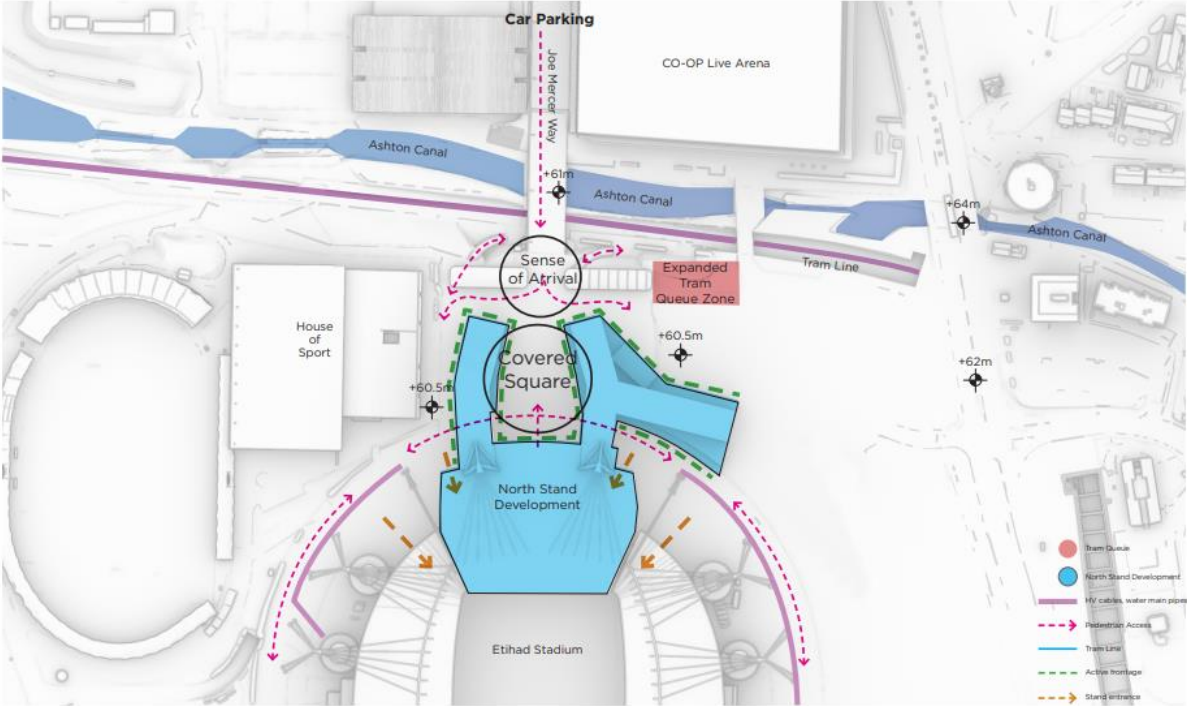 Car Parking
Joe Mercer Way
CO-OP Live Arena
Ashton Canal
+61m
Ashton Canal
+64m
Ashton Canal
Tram Line
Sense
of Arrival
Expanded
Tram
Queue Zone
House
of
Sport
Covered
Square
+60.5m
+60.5m
+62m
North Stand
Development
Etihad Stadium
Tram Queue
North Stand Development
HV cables, water main pipes
Pedestrian Access
Tram Line
Active frontage
Stand entrance